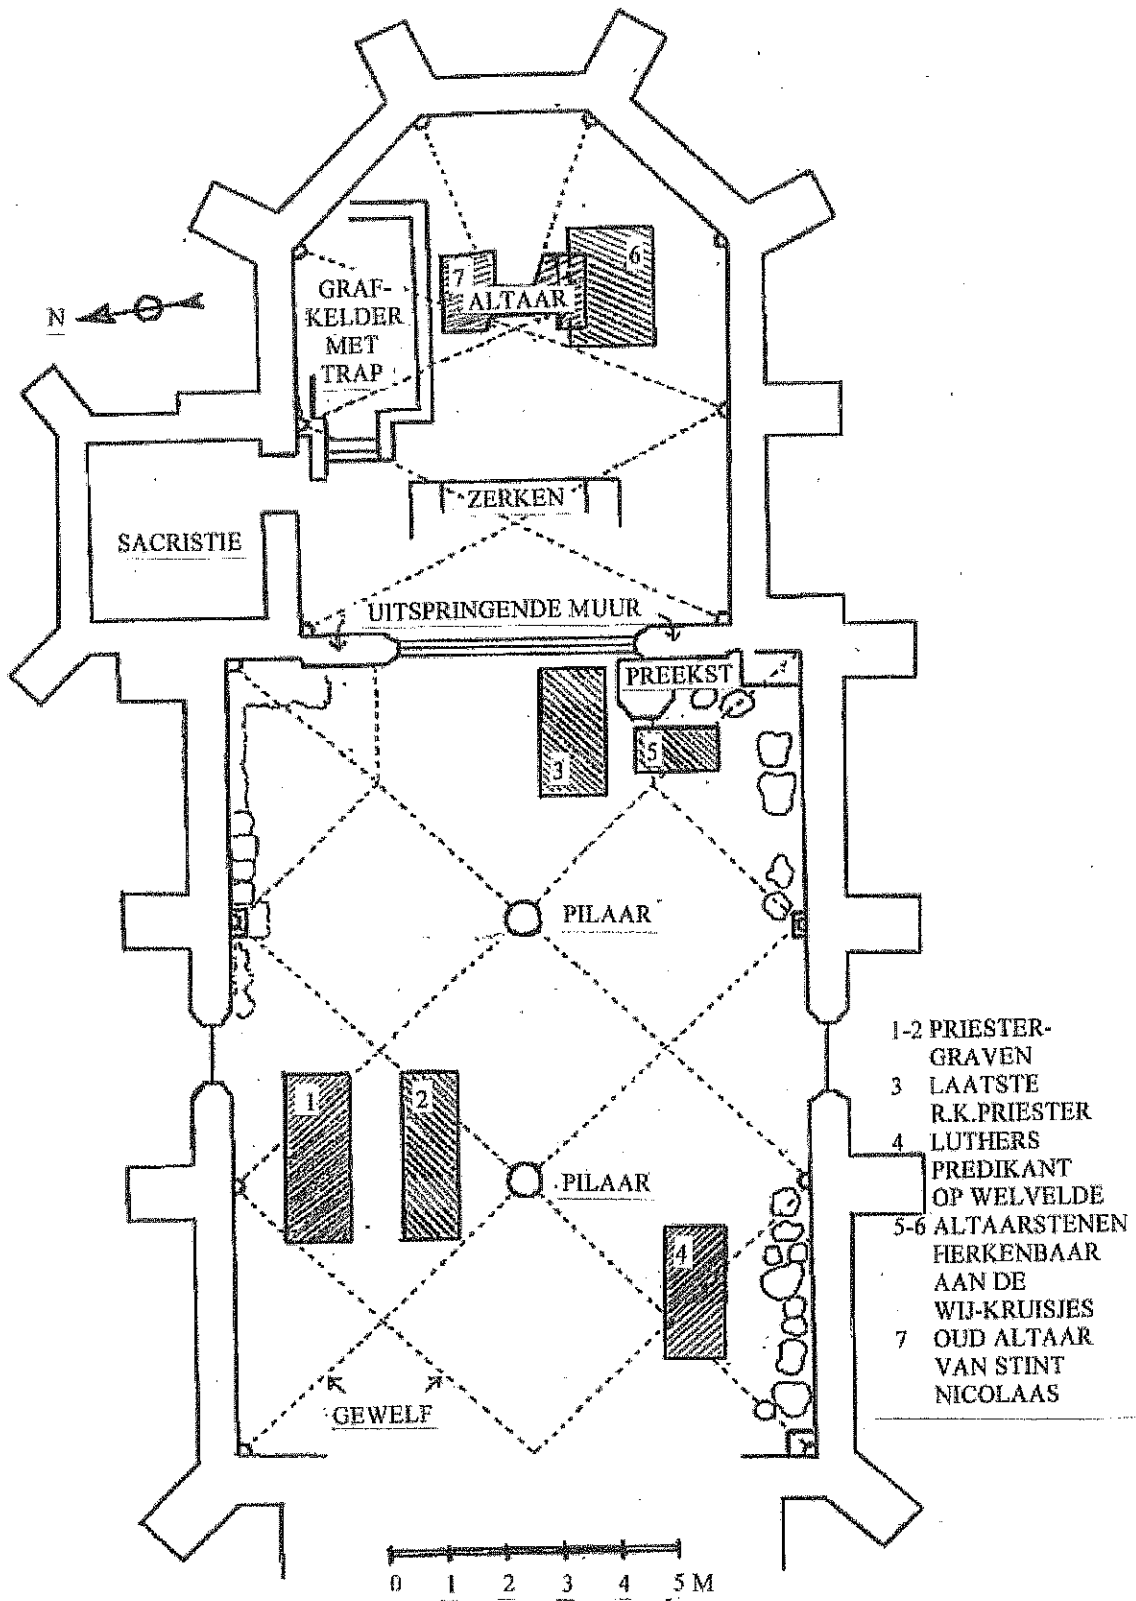 6
7
GRAF-
KELDER
MET
TRAP
ALTAAR
N
ZERKEN
SACRISTIE
UITSPRINGENDE MUUR
PREEKST
3
5
PILAAR
1
2
PILAAR
4
GEWELF
1-2 PRIESTER-
GRAVEN
3 LAATSTE
R.K.PRIESTER
4 LUTHERS
PREDIKANT
OP WELVELDE
5-6 ALTAARSTENEN
HERKENBAAR
AAN DE
WIJ-KRUISJES
7 OUD ALTAAR
VAN STINT
NICOLAAS
0 1 2 3 4 5 M